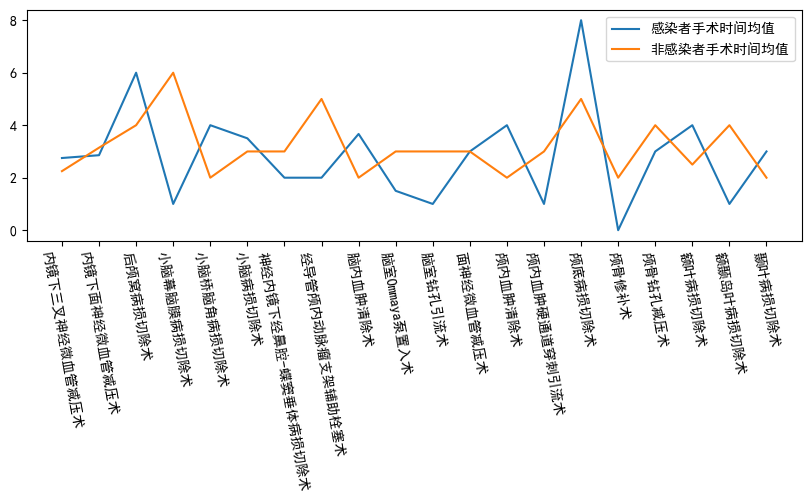 感染者手术时间均值
非感染者手术时间均值
8
6
4
2
0
内镜下三叉神经微血管减压术
内镜下面神经微血管减压术
后颅窝病损切除术
小脑幕脑膜病损切除术
小脑桥脑角病损切除术
小脑病损切除术
神经内镜下经鼻腔-蝶窦垂体病损切除术
经导管颅内动脉瘤支架辅助栓塞术
脑内血肿清除术
脑室Ommaya泵置入术
脑室钻孔引流术
面神经微血管减压术
颅内血肿清除术
颅内血肿硬通道穿刺引流术
颅底病损切除术
颅骨修补术
颅骨钻孔减压术
额叶病损切除术
额颞岛叶病损切除术
颞叶病损切除术